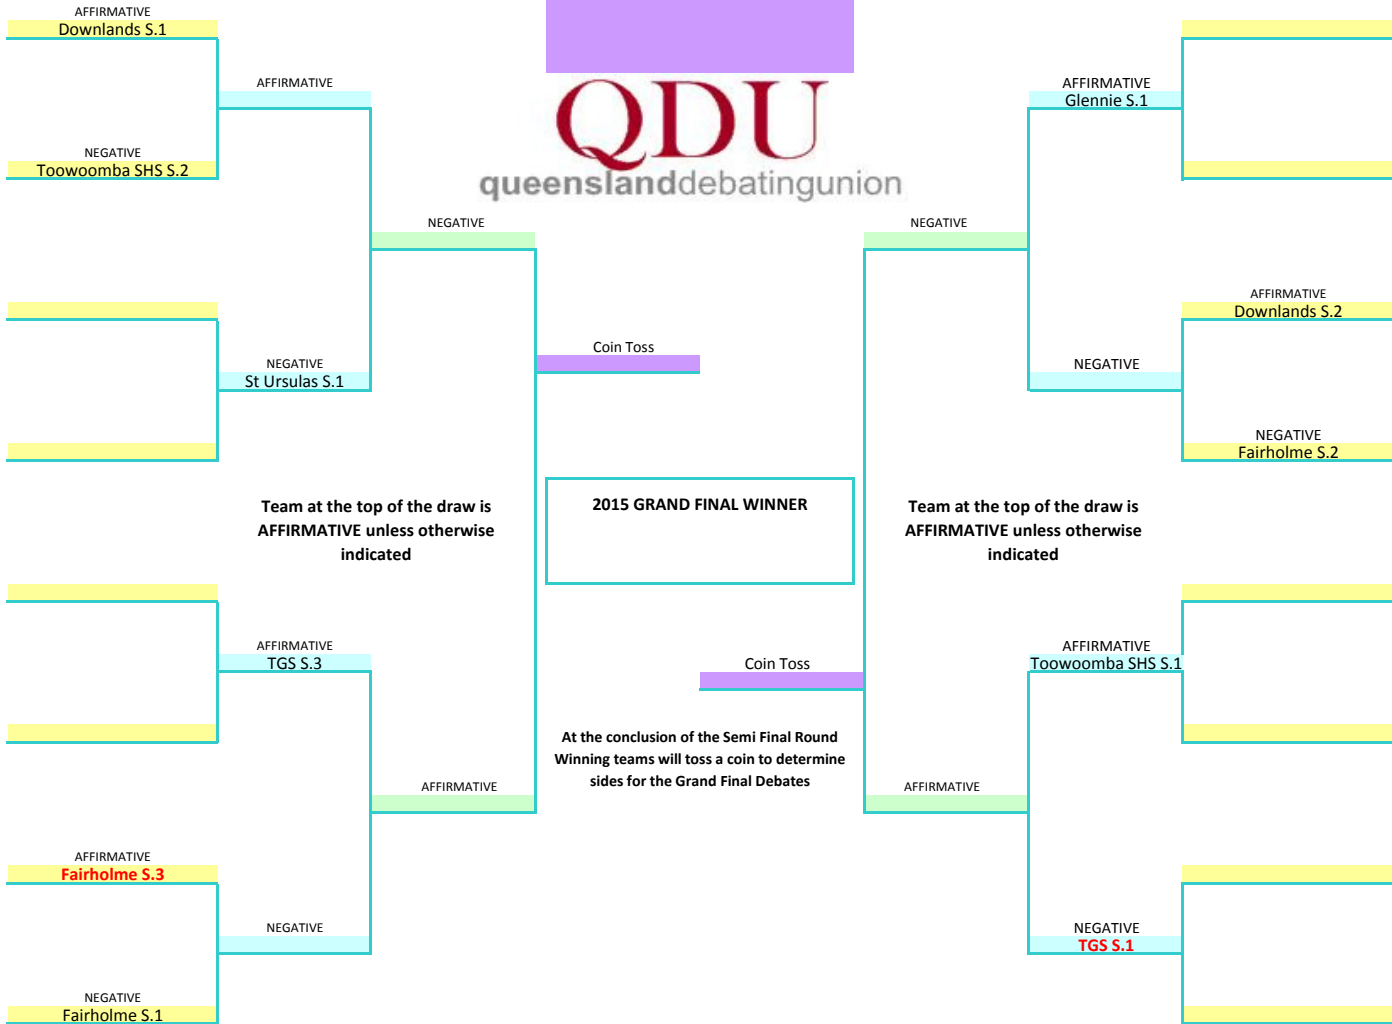 AFFIRMATIVE
Downlands S.1
AFFIRMATIVE
NEGATIVE
Toowoomba SHS S.2
NEGATIVE
NEGATIVE
St Ursulas S.1
Team at the top of the draw is
AFFIRMATIVE unless otherwise
indicated
AFFIRMATIVE
TGS S.3
AFFIRMATIVE
AFFIRMATIVE
Fairholme S.3
NEGATIVE
NEGATIVE
Fairholme S.1
QDU
queenslanddebatingunion
Coin Toss
2015 GRAND FINAL WINNER
Coin Toss
At the conclusion of the Semi Final Round
Winning teams will toss a coin to determine
sides for the Grand Final Debates
AFFIRMATIVE
Glennie S.1
NEGATIVE
AFFIRMATIVE
Downlands S.2
NEGATIVE
NEGATIVE
Fairholme S.2
Team at the top of the draw is
AFFIRMATIVE unless otherwise
indicated
AFFIRMATIVE
Toowoomba SHS S.1
AFFIRMATIVE
NEGATIVE
TGS S.1